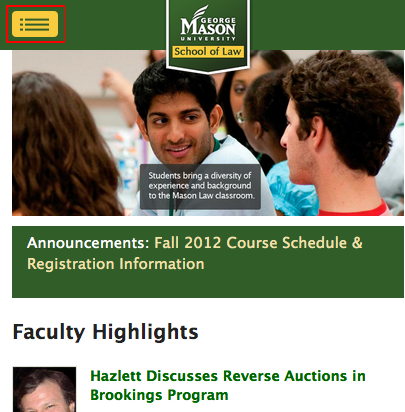 GEORGE
MASON
UNIVERSITY
School of Law
Students bring a diversity of
experience and background
to the Mason Law classroom.
Announcements: Fall 2012 Course Schedule &
Registration Information
Faculty Highlights
Hazlett Discusses Reverse Auctions in
Brookings Program